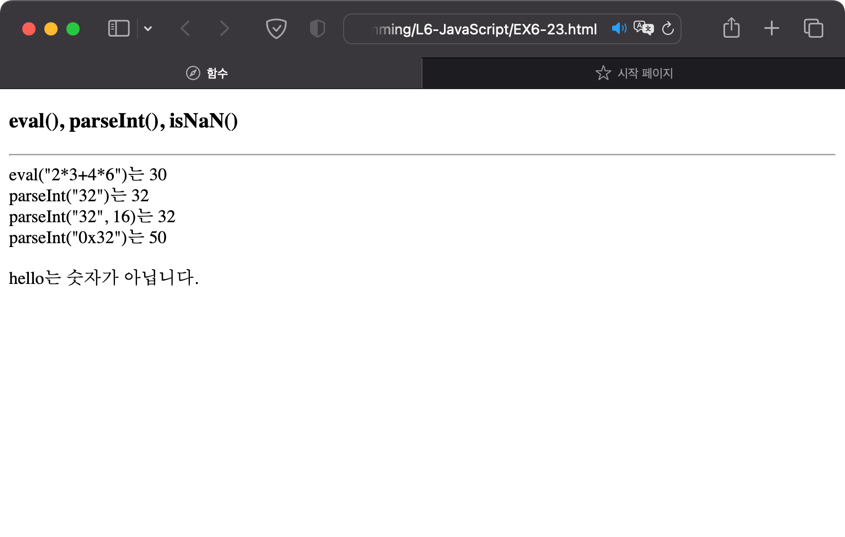 ming/L6-JavaScript/EX6-23.html
함수
시작 페이지
eval(), parseInt(), isNaN()
eval("2*3+4*6")는 30
parseInt("32")는 32
parseInt("32", 16)는 32
parseInt("0x32")는 50
hello는 숫자가 아닙니다.